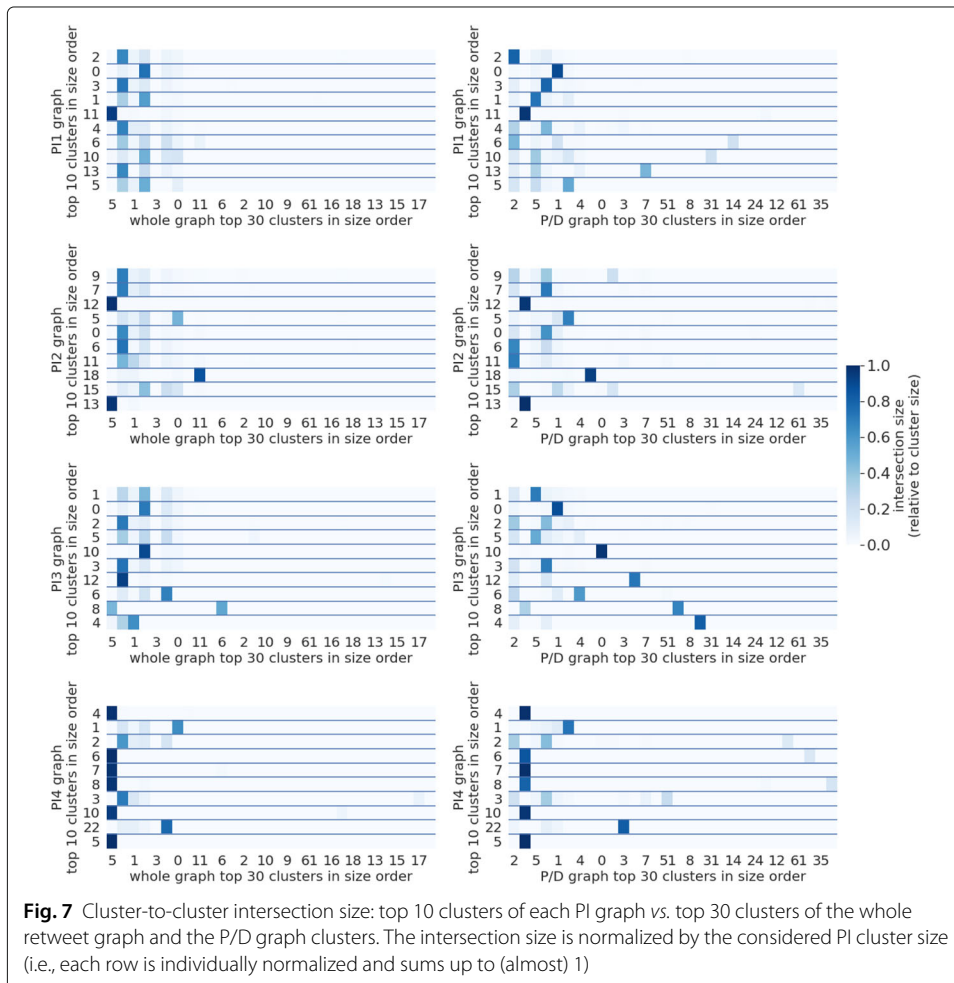 PI1 graph
top 10 clusters in size order
2
0
3
1
11
4
6
10
13
5
5 1 3 0 11 6 2 10 9 61 16 18 13 15 17
whole graph top 30 clusters in size order
2 5 1 4 0 3 7 51 8 31 14 24 12 61 35
P/D graph top 30 clusters in size order
PI2 graph
top 10 clusters in size order
9
7
12
5
0
6
11
18
15
13
5 1 3 0 11 6 2 10 9 61 16 18 13 15 17
whole graph top 30 clusters in size order
PI2 graph
top 10 clusters in size order
9
7
12
5
0
6
11
18
15
13
2 5 1 4 0 3 7 51 8 31 14 24 12 61 35
P/D graph top 30 clusters in size order
PI3 graph
top 10 clusters in size order
1
0
2
5
10
3
12
6
8
4
5 1 3 0 11 6 2 10 9 61 16 18 13 15 17
whole graph top 30 clusters in size order
PI3 graph
top 10 clusters in size order
1
0
2
5
10
3
12
6
8
4
2 5 1 4 0 3 7 51 8 31 14 24 12 61 35
P/D graph top 30 clusters in size order
PI4 graph
top 10 clusters in size order
4
1
2
6
7
8
3
10
22
5
5 1 3 0 11 6 2 10 9 61 16 18 13 15 17
whole graph top 30 clusters in size order
PI4 graph
top 10 clusters in size order
4
1
2
6
7
8
3
10
22
5
2 5 1 4 0 3 7 51 8 31 14 24 12 61 35
P/D graph top 30 clusters in size order
1.0
0.8
0.6
0.4
0.2
0.0
intersection size
(relative to cluster size)
Fig. 7 Cluster-to-cluster intersection size: top 10 clusters of each PI graph vs. top 30 clusters of the whole
retweet graph and the P/D graph clusters. The intersection size is normalized by the considered PI cluster size
(i.e., each row is individually normalized and sums up to (almost) 1)